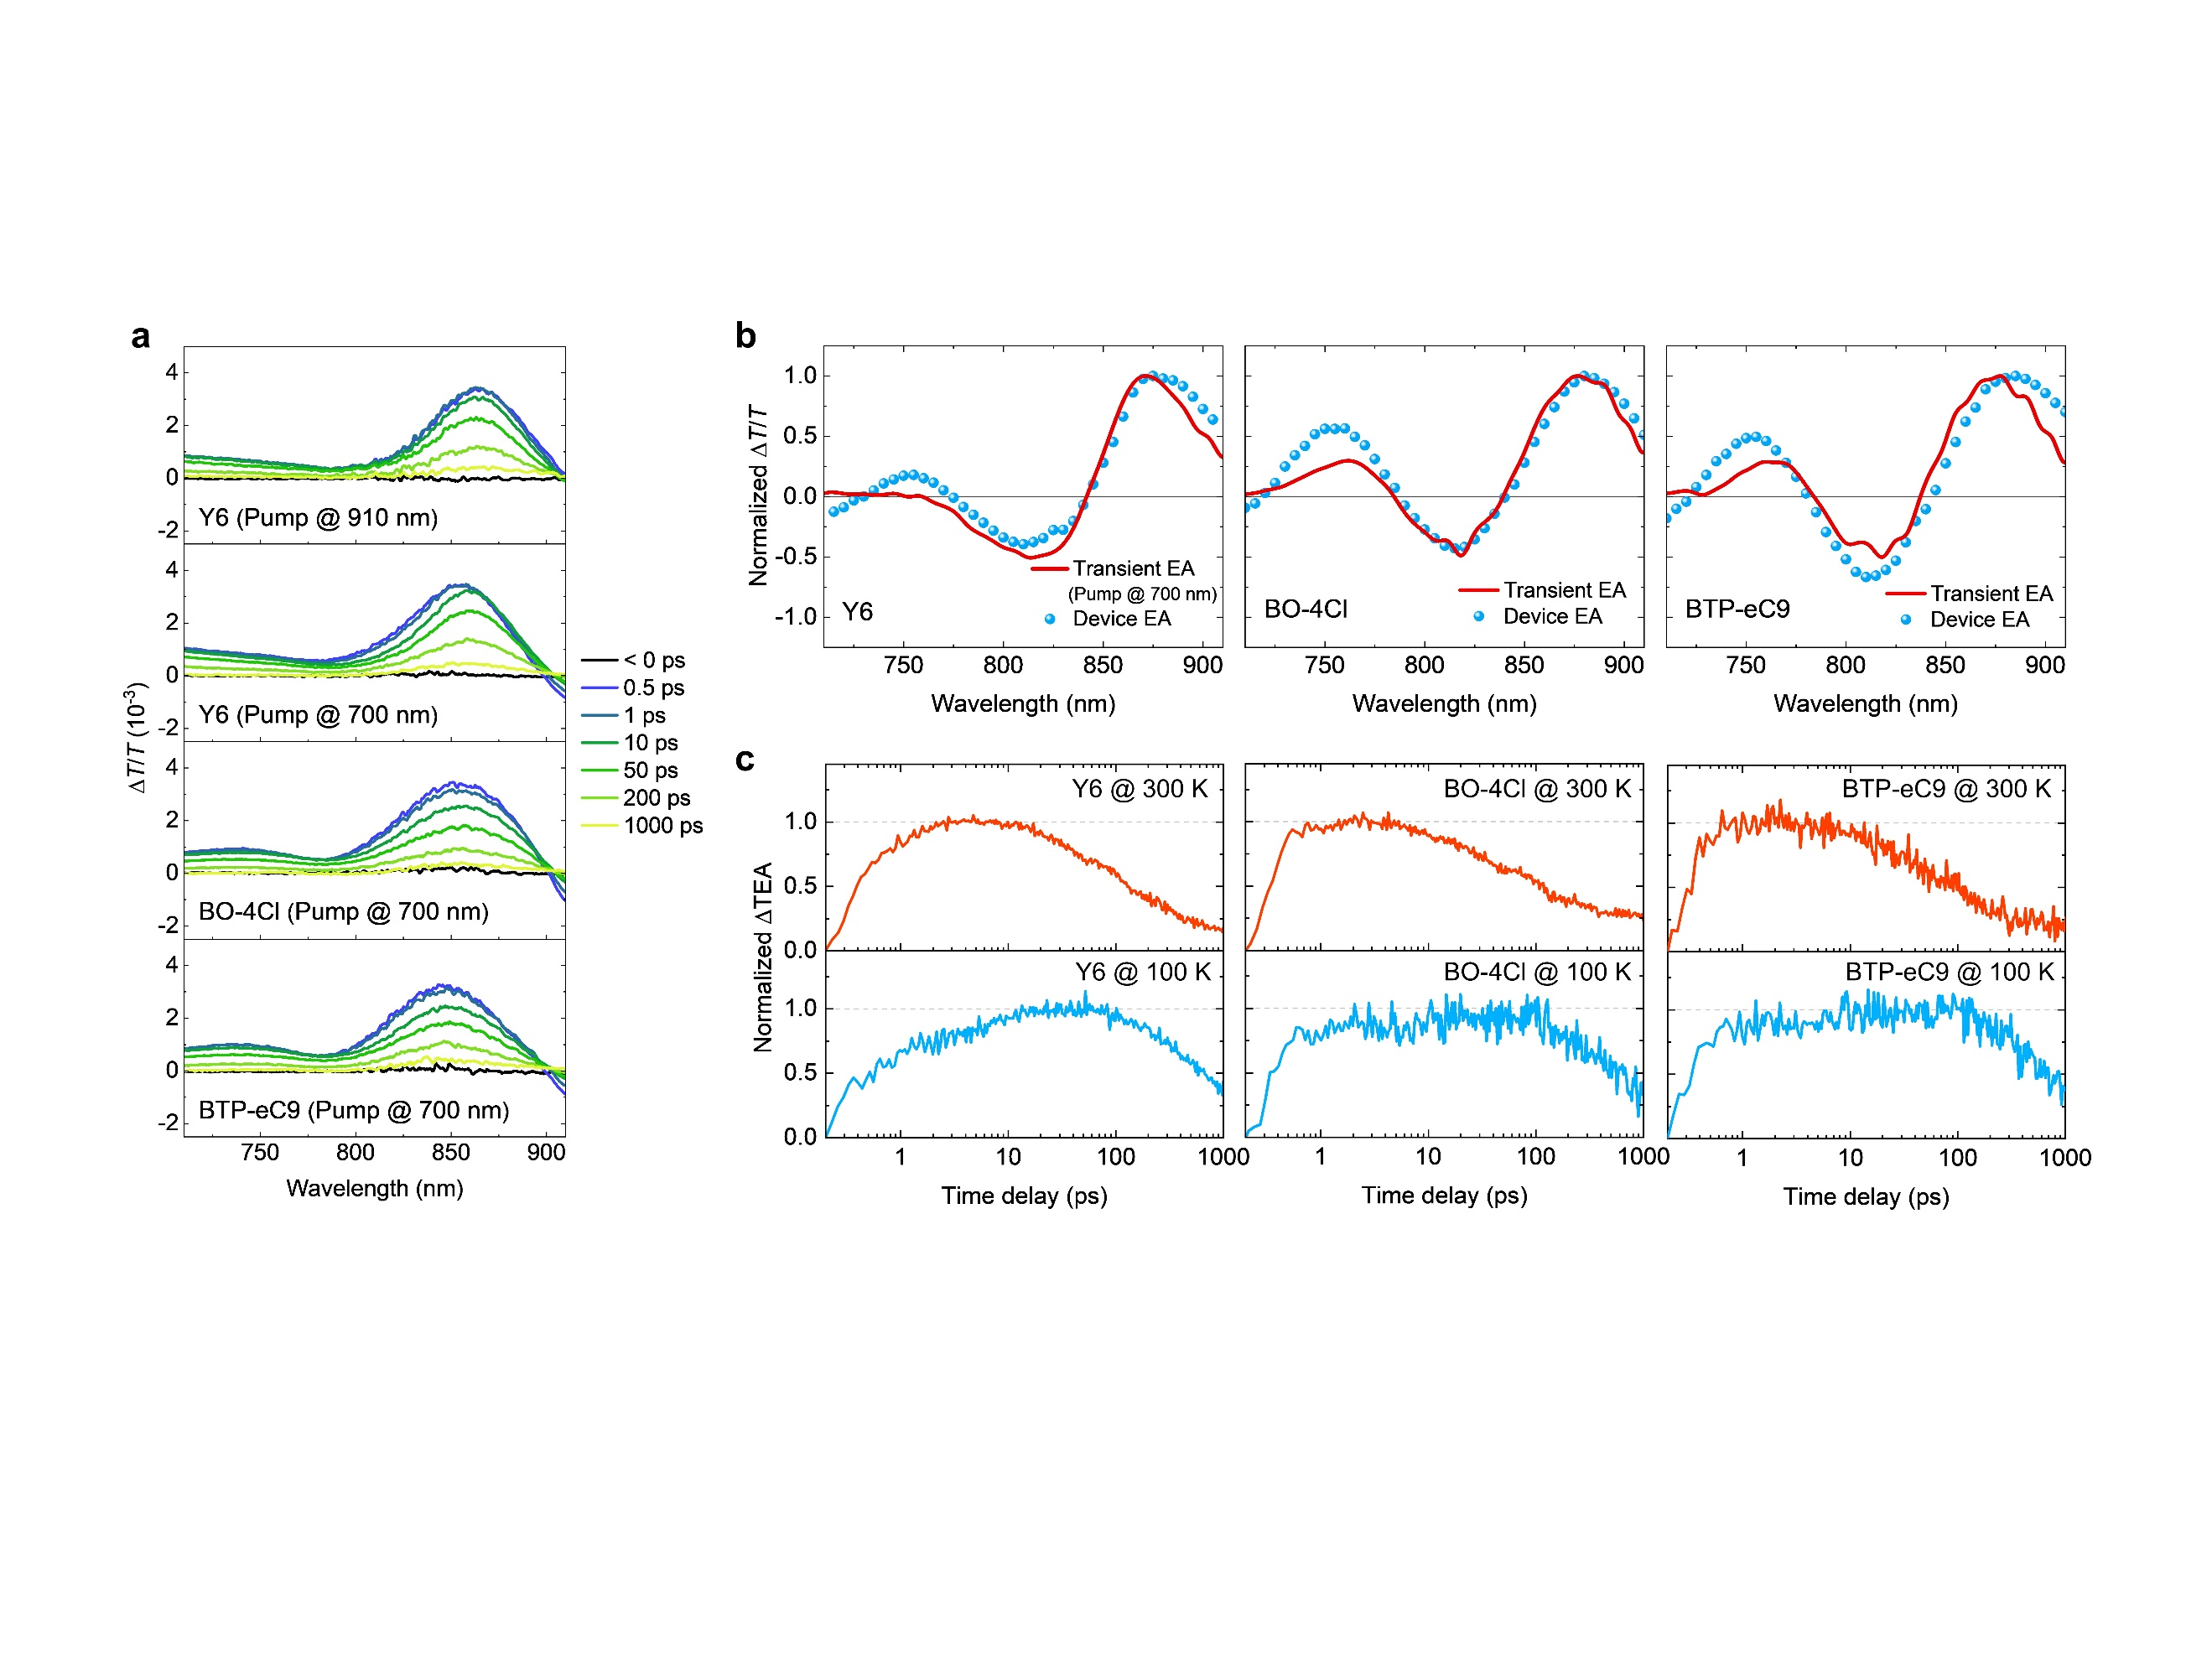 a
4
2
0
-2
Y6 (Pump @ 910 nm)
4
2
0
-2
Y6 (Pump @ 700 nm)
4
2
0
-2
BO-4Cl (Pump @ 700 nm)
4
2
0
-2
BTP-eC9 (Pump @ 700 nm)
750 800 850 900
Wavelength (nm)
ΔT/T (10-3)
< 0 ps
0.5 ps
1 ps
10 ps
50 ps
200 ps
1000 ps
b
Normalized ΔT/T
1.0
0.5
0.0
-0.5
-1.0
Transient EA
(Pump @ 700 nm)
Device EA
Y6
750 800 850 900
Wavelength (nm)
Transient EA
Device EA
BO-4Cl
750 800 850 900
Wavelength (nm)
Transient EA
Device EA
BTP-eC9
750 800 850 900
Wavelength (nm)
c
Normalized ΔTEA
1.0
0.5
0.0
Y6 @ 300 K
BO-4Cl @ 300 K
BTP-eC9 @ 300 K
1.0
0.5
0.0
Y6 @ 100 K
BO-4Cl @ 100 K
BTP-eC9 @ 100 K
1 10 100 1000
Time delay (ps)
1 10 100 1000
Time delay (ps)
1 10 100 1000
Time delay (ps)